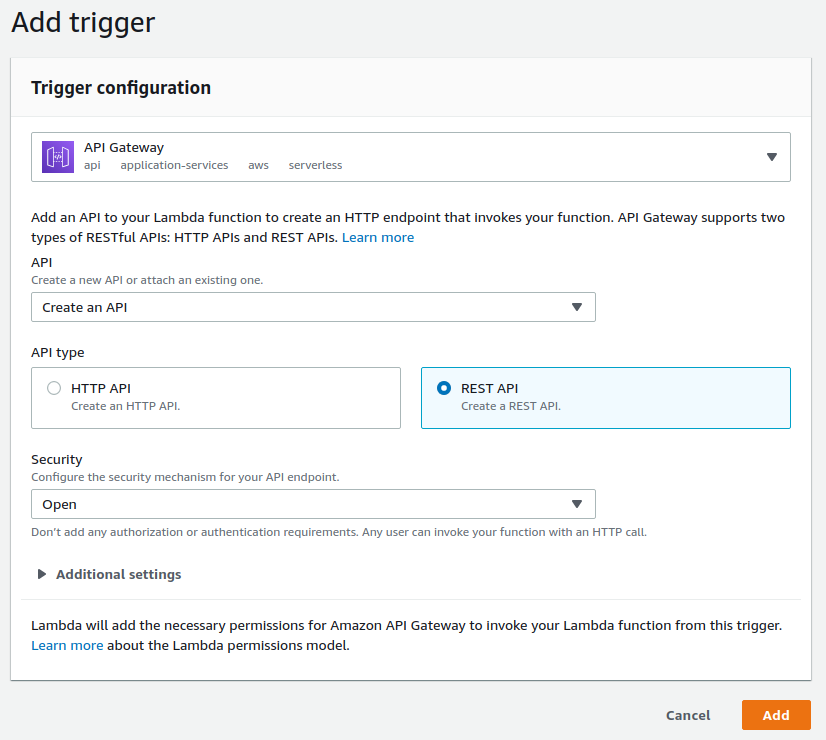 Add trigger
Trigger configuration
API Gateway
api application-services aws serverless
Add an API to your Lambda function to create an HTTP endpoint that invokes your function. API Gateway supports two
types of RESTful APIs: HTTP APIs and REST APIs. Learn more
API
Create a new API or attach an existing one.
Create an API
API type
HTTP API
Create an HTTP API.
REST API
Create a REST API.
Security
Configure the security mechanism for your API endpoint.
Open
Don't add any authorization or authentication requirements. Any user can invoke your function with an HTTP call.
Additional settings
Lambda will add the necessary permissions for Amazon API Gateway to invoke your Lambda function from this trigger.
Learn more about the Lambda permissions model.
Cancel Add